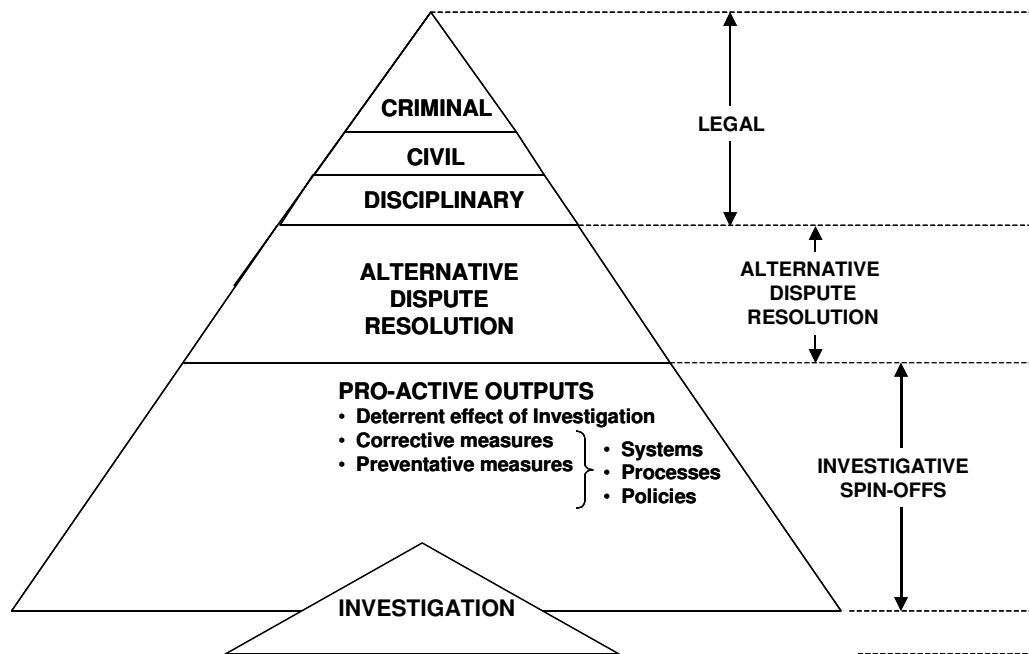 CRIMINAL
CIVIL
DISCIPLINARY
LEGAL
ALTERNATIVE
DISPUTE
RESOLUTION
ALTERNATIVE
DISPUTE
RESOLUTION
PRO-ACTIVE OUTPUTS
• Deterrent effect of Investigation
• Corrective measures
• Preventative measures
• Systems
• Processes
• Policies
INVESTIGATIVE
SPIN-OFFS
INVESTIGATION